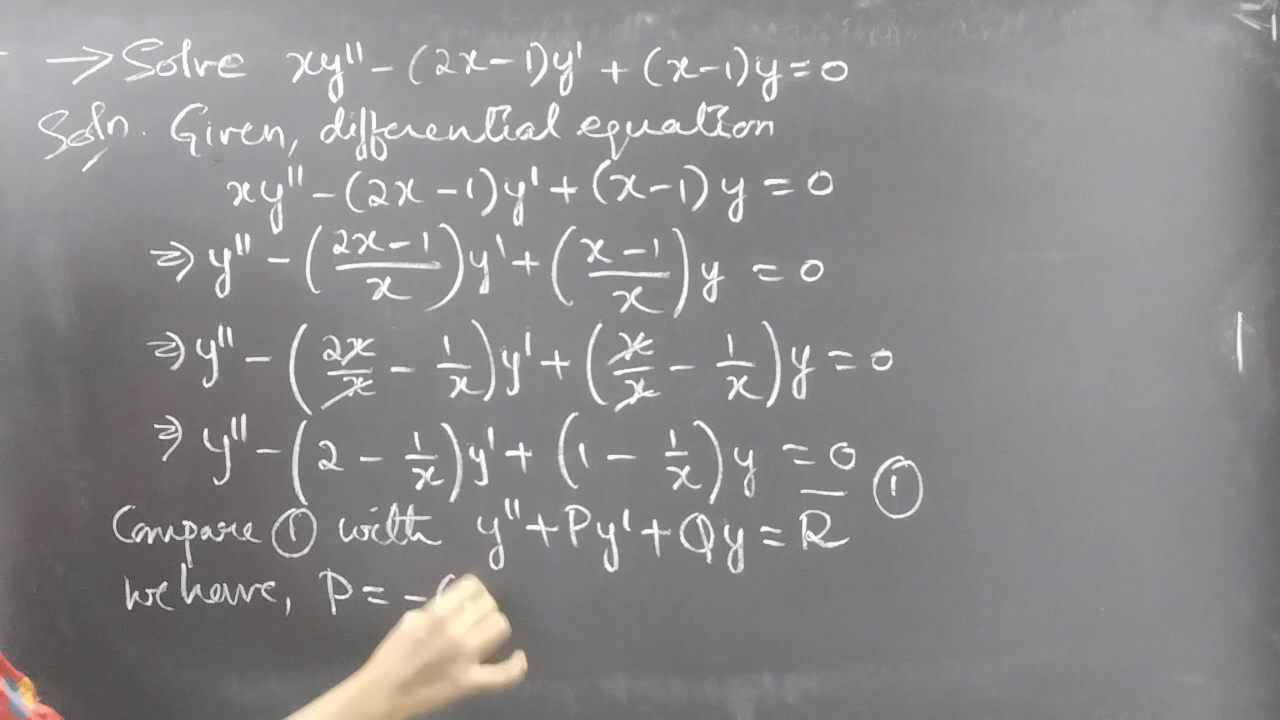 → Solve xy'' - (2x-1)y' + (x-1)y = 0
Soln. Given, differential equation
xy'' - (2x-1)y' + (x-1)y = 0
⇒ y'' - ((2x-1)/x)y' + ((x-1)/x)y = 0
⇒ y'' - (2x/x - 1/x)y' + (x/x - 1/x)y = 0
⇒ y'' - (2 - 1/x)y' + (1 - 1/x)y = 0 — ①
Compare ① with y'' + Py' + Qy = R
we have, P = -(